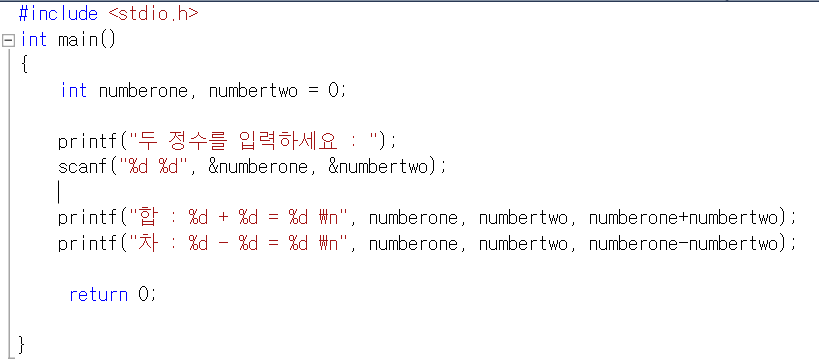 #include <stdio.h>
int main()
{
int numberone, numbertwo = 0;
printf("두 정수를 입력하세요 : ");
scanf("%d %d", &numberone, &numbertwo);
printf("합 : %d + %d = %d ₩n", numberone, numbertwo, numberone+numbertwo);
printf("차 : %d - %d = %d ₩n", numberone, numbertwo, numberone-numbertwo);
return 0;
}